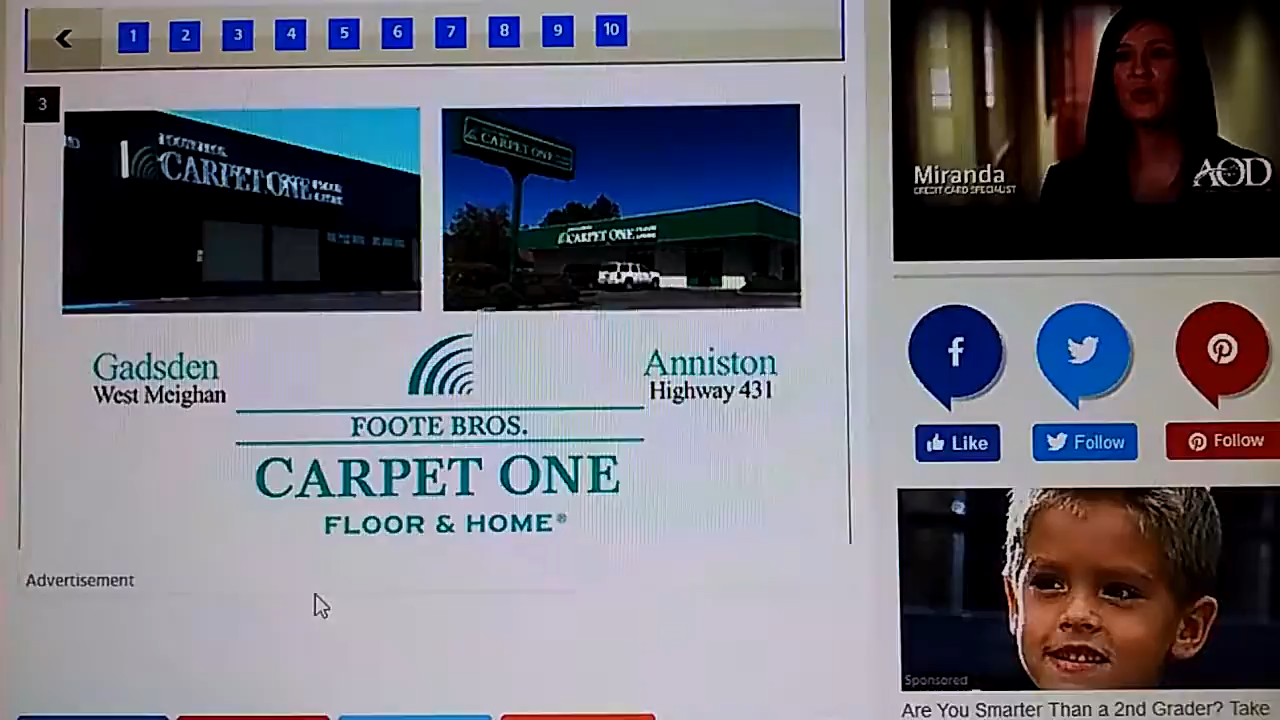 1 2 3 4 5 6 7 8 9 10
3
CARPET ONE
CARPET ONE
CARPET ONE
Gadsden
West Meighan
Anniston
Highway 431
FOOTE BROS.
CARPET ONE
FLOOR & HOME®
Advertisement
Miranda
CREDIT CARD SPECIALIST
AOD
f
Like
Follow
Follow
Sponsored
Are You Smarter Than a 2nd Grader? Take